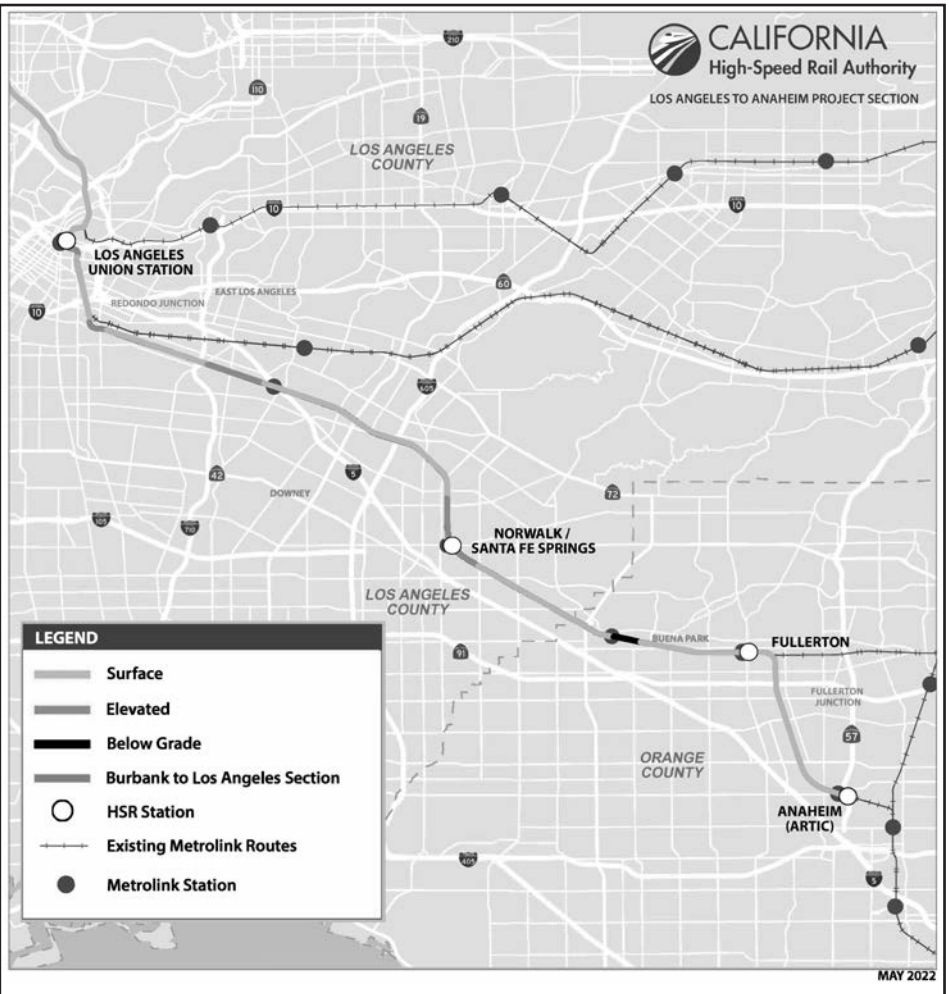 CALIFORNIA
High-Speed Rail Authority
LOS ANGELES TO ANAHEIM PROJECT SECTION
210
110
19
LOS ANGELES
COUNTY
10
10
LOS ANGELES
UNION STATION
EAST LOS ANGELES
60
REDONDO JUNCTION
10
605
42
5
72
DOWNEY
105
710
NORWALK /
SANTA FE SPRINGS
LOS ANGELES
COUNTY
BUENA PARK
FULLERTON
91
FULLERTON
JUNCTION
57
ORANGE
COUNTY
ANAHEIM
(ARTIC)
405
5
LEGEND
Surface
Elevated
Below Grade
Burbank to Los Angeles Section
HSR Station
Existing Metrolink Routes
Metrolink Station
MAY 2022